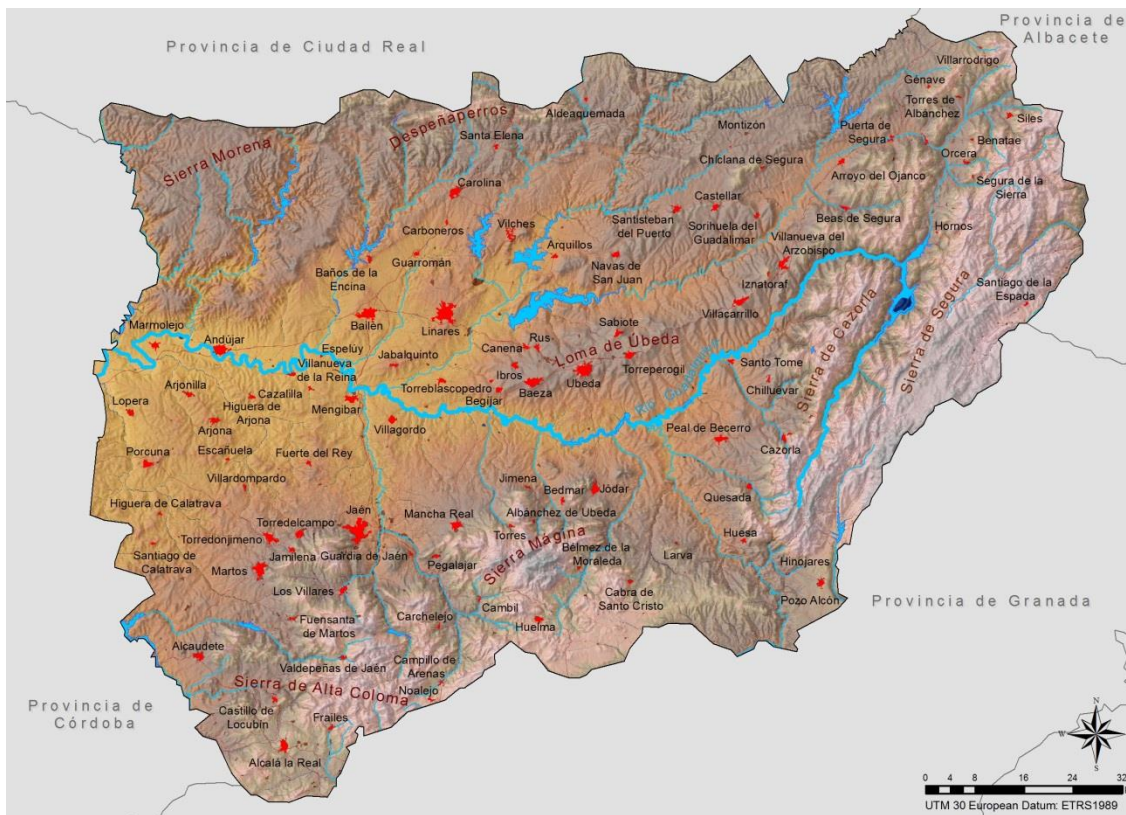 Provincia de Ciudad Real
Provincia de
Albacete
Villarrodrigo
Génave
Torres de
Albánchez
Siles
Aldeaquemada
Despeñaperros
Santa Elena
Montizón
Puerta de
Segura
Benatae
Orcera
Sierra Morena
Chiclana de Segura
Arroyo del Ojanco
Segura de la
Sierra
Carolina
Castellar
Carboneros
Vilches
Santisteban
del Puerto
Sorihuela del
Guadalimar
Beas de Segura
Hornos
Villanueva del
Arzobispo
Guarromán
Arquillos
Baños de la
Encina
Navas de
San Juan
Iznatoraf
Santiago de la
Espada
Sierra de Segura
Sierra de Cazorla
Bailén
Linares
Villacarrillo
Marmolejo
Andújar
Sabiote
Rus
Canena
Loma de Úbeda
Espelúy
Jabalquinto
Villanueva
de la Reina
Santo Tome
Torreperogil
Ibros
Úbeda
Baeza
Torreblascopedro
Begíjar
Chilluévar
Arjonilla
Cazalilla
Lopera
Higuera de
Arjona
Mengibar
Río Guadalquivir
Arjona
Villagordo
Peal de Becerro
Cazorla
Porcuna
Escañuela
Fuerte del Rey
Villardompardo
Jimena
Bedmar
Jódar
Quesada
Higuera de Calatrava
Jaén
Mancha Real
Albánchez de Úbeda
Torredelcampo
Torres
Sierra Mágina
Huesa
Torredonjimeno
Jamilena
Guardia de Jaén
Bélmez de la
Moraleda
Larva
Hinojares
Santiago de
Calatrava
Martos
Pegalajar
Los Villares
Cabra de
Santo Cristo
Pozo Alcón
Cambil
Provincia de Granada
Fuensanta
de Martos
Carchelejo
Huelma
Alcaudete
Valdepeñas de Jaén
Campillo de
Arenas
Sierra de Alta Coloma
Noalejo
Provincia de
Córdoba
Castillo de
Locubín
Frailes
Alcalá la Real
N
W
E
S
0 4 8 16 24 32
UTM 30 European Datum: ETRS1989